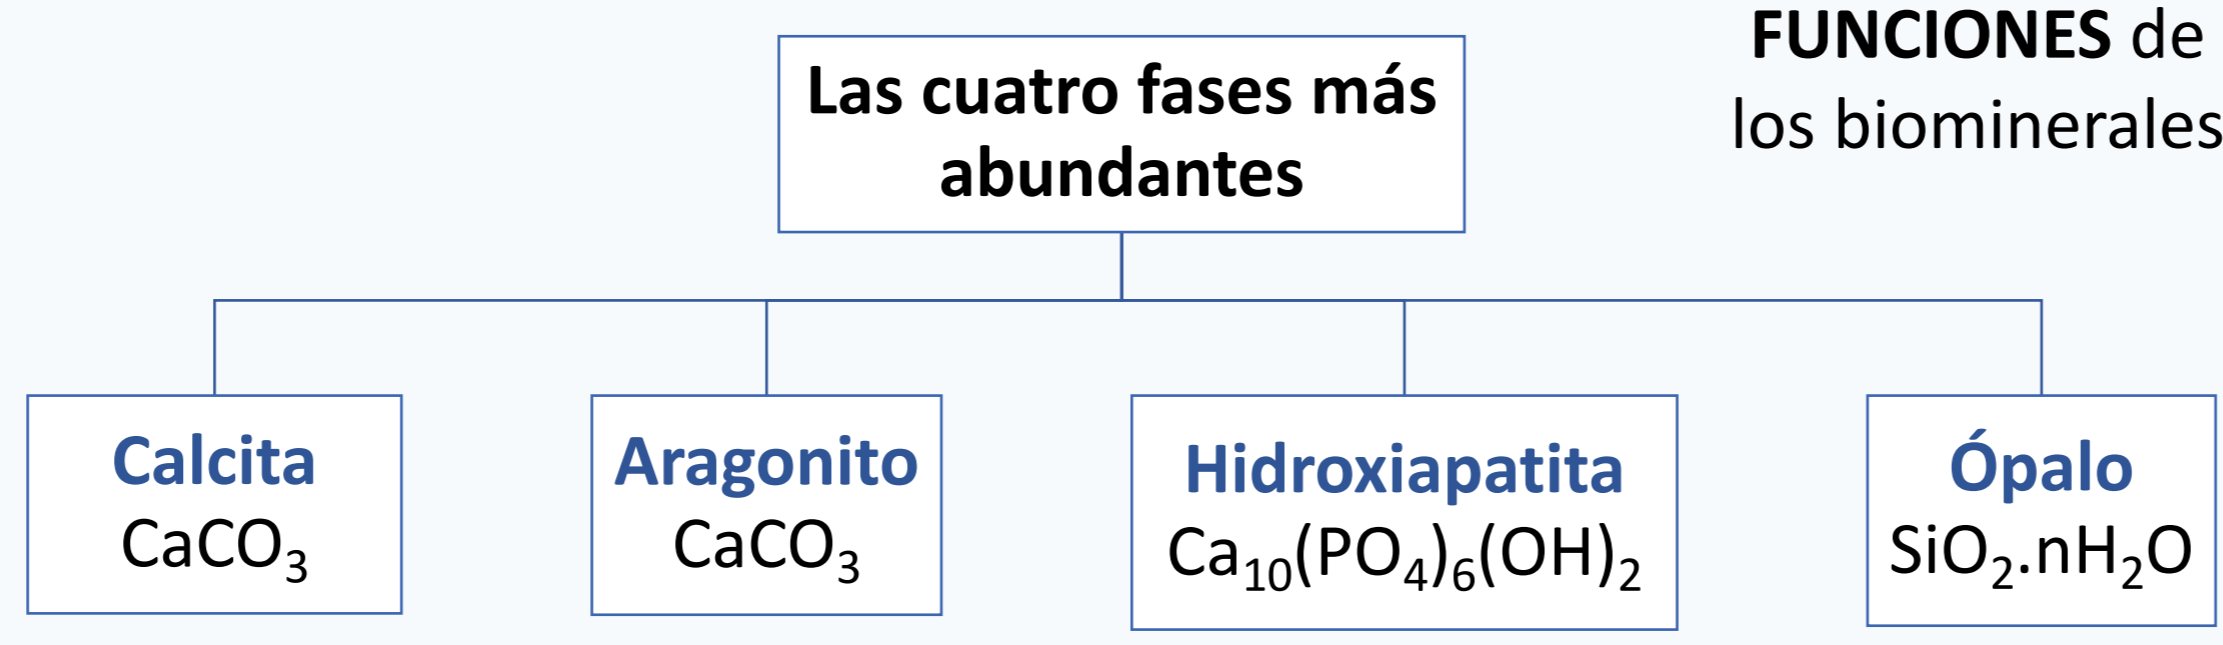 FUNCIONES de
los biominerales
Las cuatro fases más
abundantes
Calcita
CaCO₃
Aragonito
CaCO₃
Hidroxiapatita
Ca₁₀(PO₄)₆(OH)₂
Ópalo
SiO₂.nH₂O